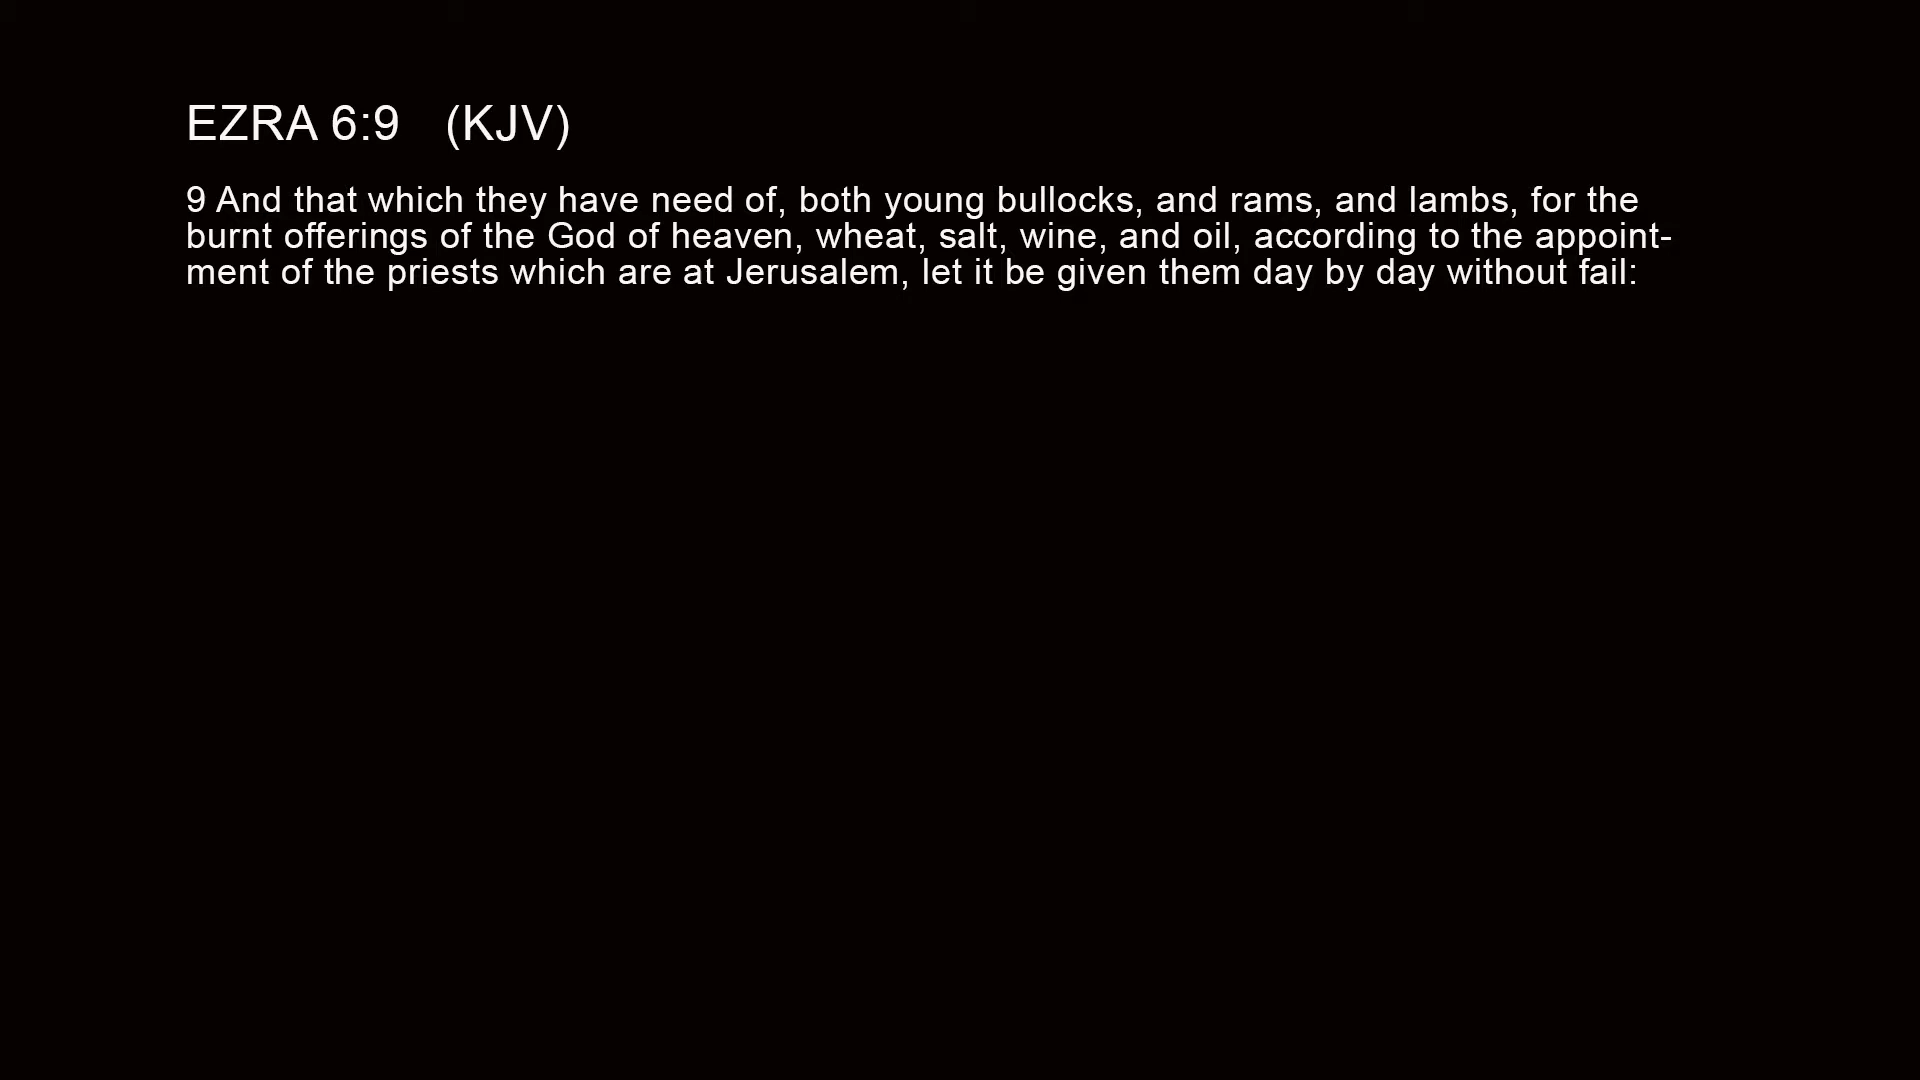 EZRA 6:9   (KJV)
9 And that which they have need of, both young bullocks, and rams, and lambs, for the
burnt offerings of the God of heaven, wheat, salt, wine, and oil, according to the appoint-
ment of the priests which are at Jerusalem, let it be given them day by day without fail: